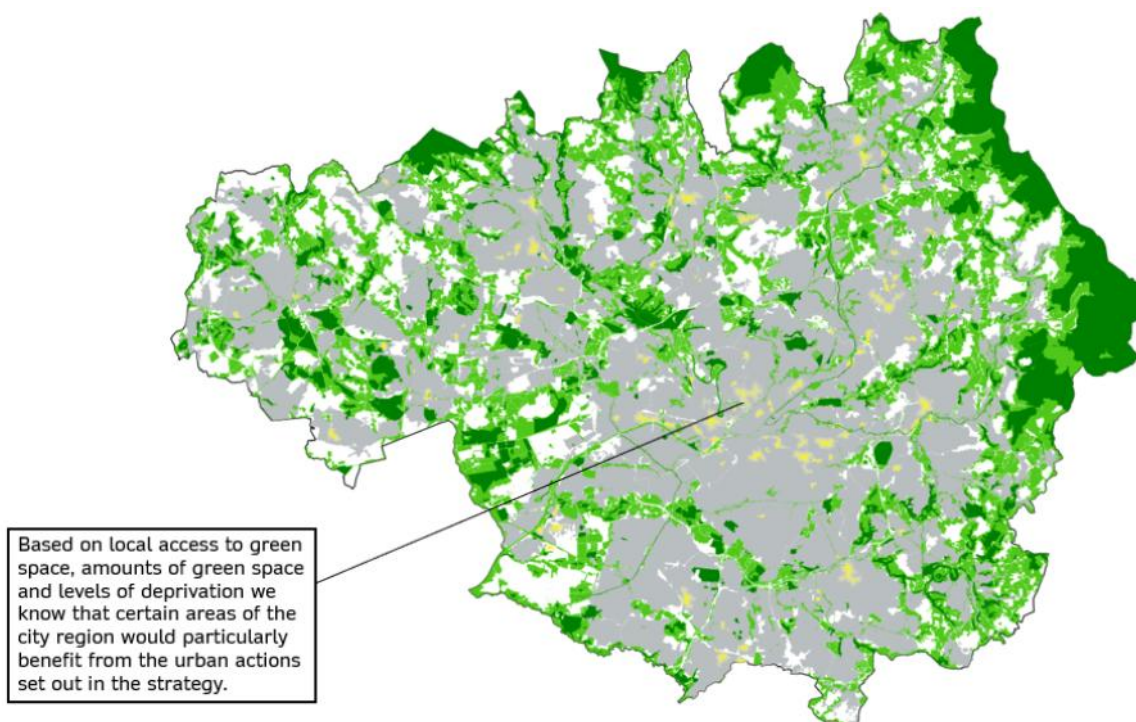 Based on local access to green
space, amounts of green space
and levels of deprivation we
know that certain areas of the
city region would particularly
benefit from the urban actions
set out in the strategy.